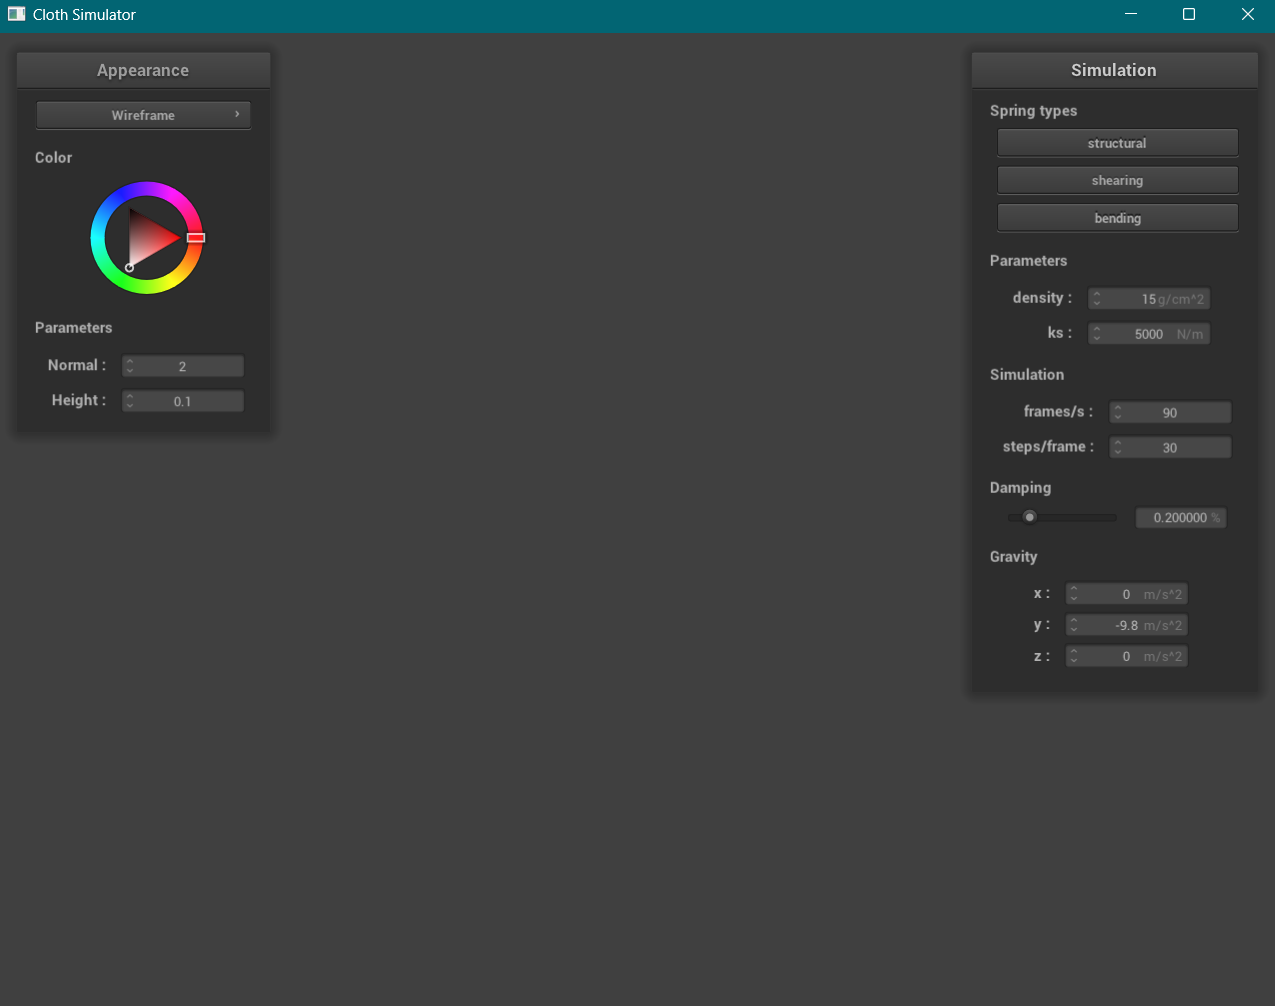 Cloth Simulator
Appearance
Wireframe
Color
Parameters
Normal : 2
Height : 0.1
Simulation
Spring types
structural
shearing
bending
Parameters
density : 15 g/cm^2
ks : 5000 N/m
Simulation
frames/s : 90
steps/frame : 30
Damping
0.200000 %
Gravity
x : 0 m/s^2
y : -9.8 m/s^2
z : 0 m/s^2